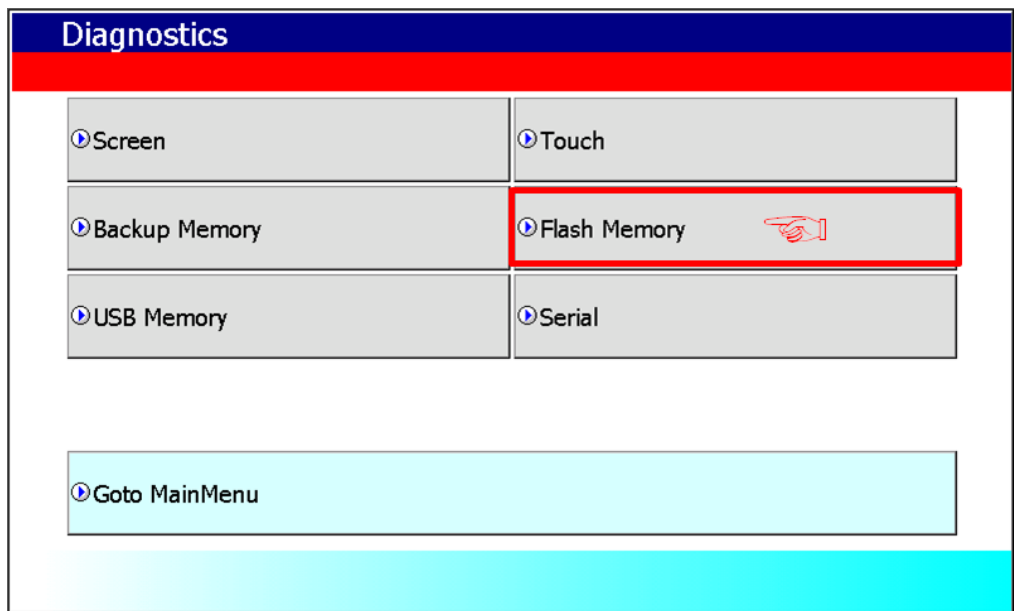 Diagnostics
Screen
Touch
Backup Memory
Flash Memory
USB Memory
Serial
Goto MainMenu